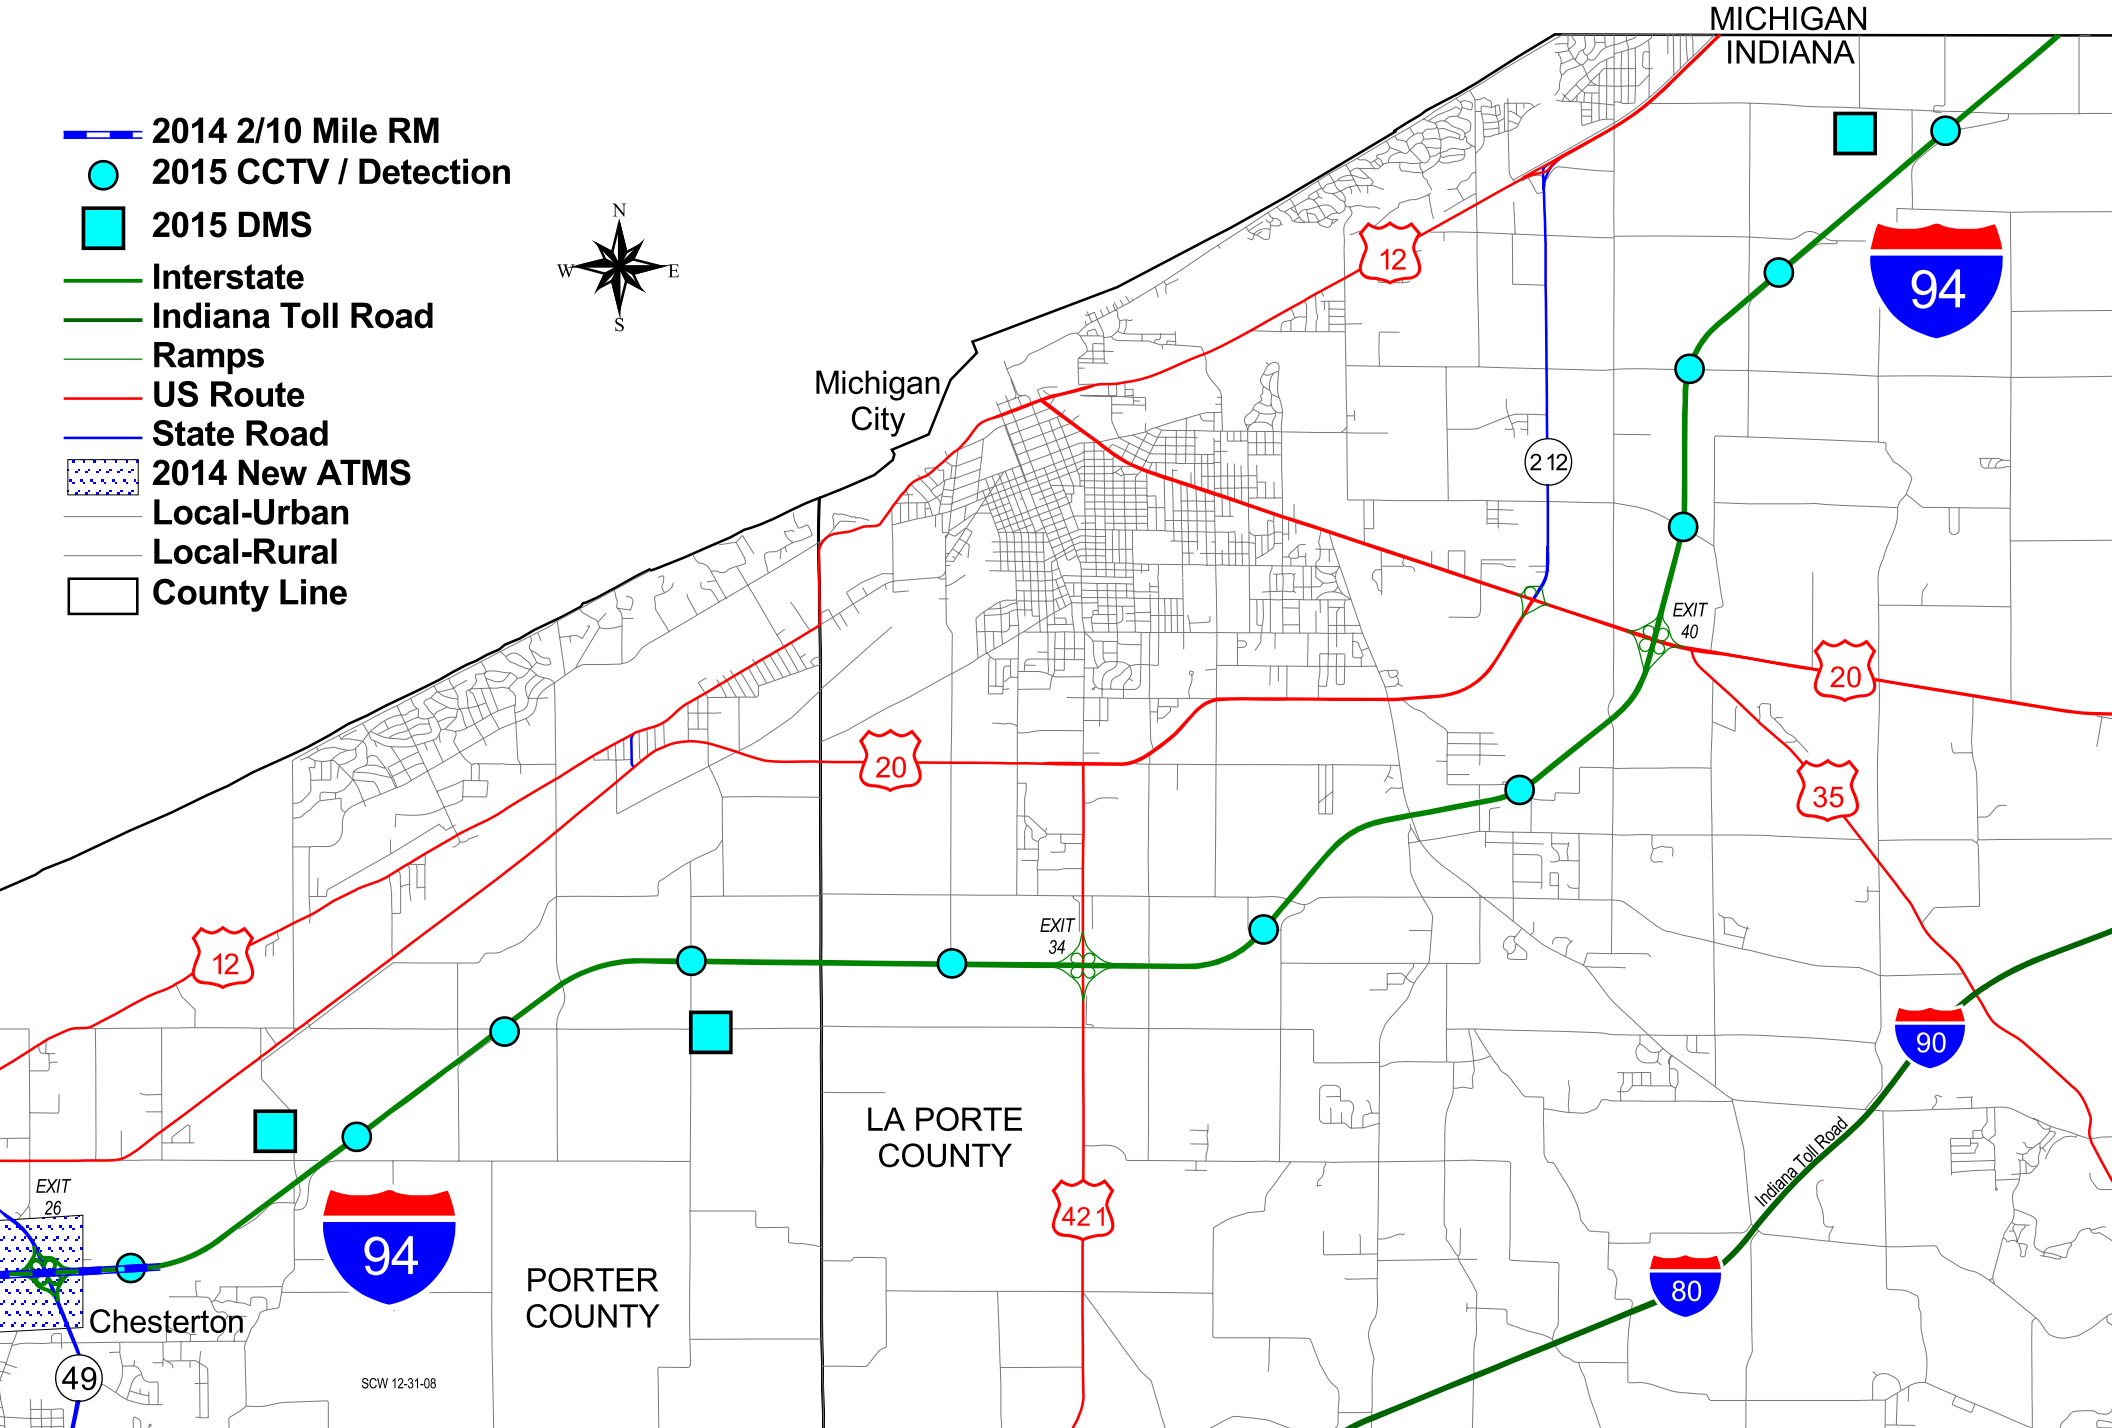 MICHIGAN
INDIANA
2014 2/10 Mile RM
2015 CCTV / Detection
2015 DMS
Interstate
Indiana Toll Road
Ramps
US Route
State Road
2014 New ATMS
Local-Urban
Local-Rural
County Line
N
W
E
S
12
94
Michigan
City
212
EXIT
40
20
20
35
EXIT
34
12
90
LA PORTE
COUNTY
Indiana Toll Road
EXIT
26
421
94
PORTER
COUNTY
80
Chesterton
49
SCW 12-31-08